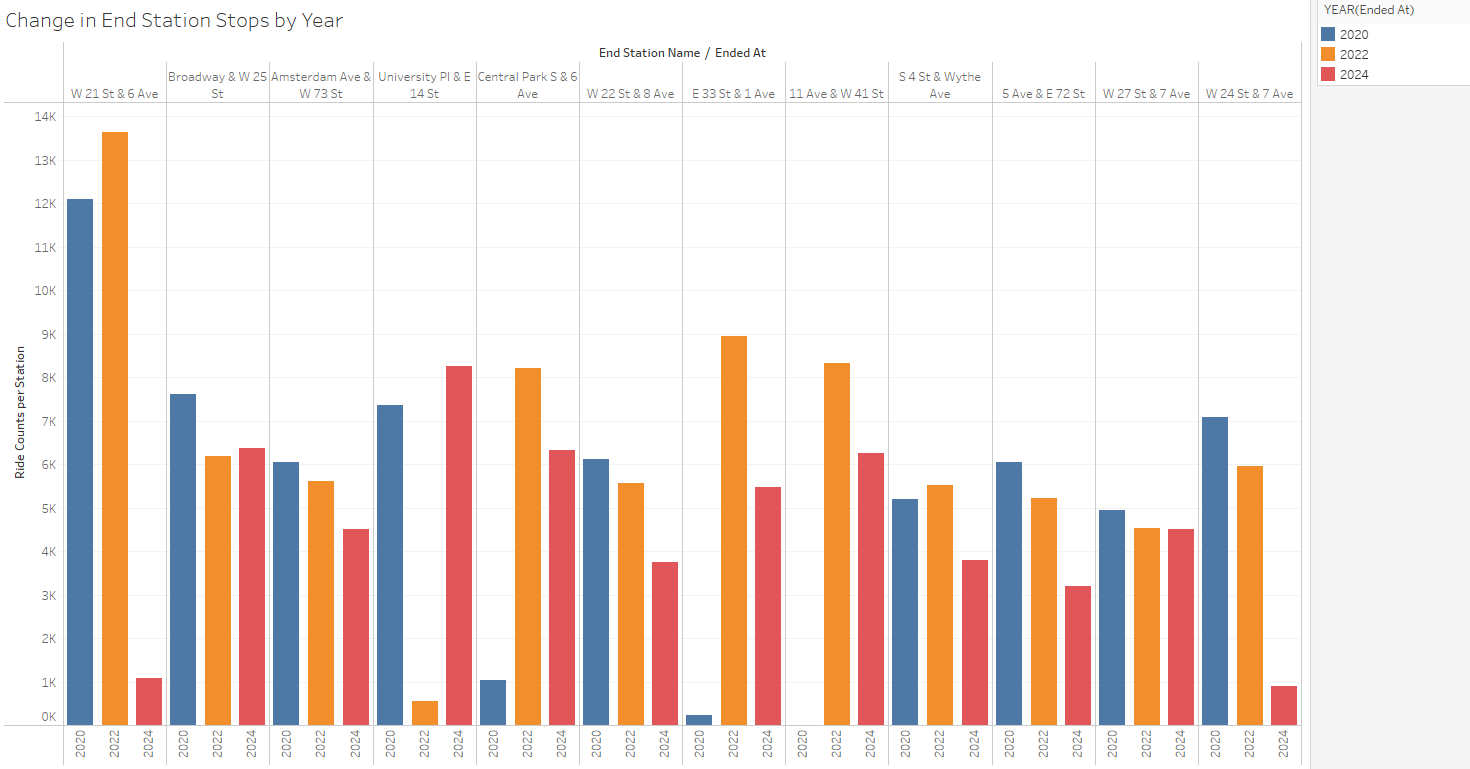 Change in End Station Stops by Year
YEAR(Ended At)
2020
2022
2024
End Station Name / Ended At
W 21 St & 6 Ave
Broadway & W 25
St
Amsterdam Ave &
W 73 St
University Pl & E
14 St
Central Park S & 6
Ave
W 22 St & 8 Ave
E 33 St & 1 Ave
11 Ave & W 41 St
S 4 St & Wythe
Ave
5 Ave & E 72 St
W 27 St & 7 Ave
W 24 St & 7 Ave
Ride Counts per Station
14K
13K
12K
11K
10K
9K
8K
7K
6K
5K
4K
3K
2K
1K
0K
2020 2022 2024 2020 2022 2024 2020 2022 2024 2020 2022 2024 2020 2022 2024 2020 2022 2024 2020 2022 2024 2020 2022 2024 2020 2022 2024 2020 2022 2024 2020 2022 2024 2020 2022 2024